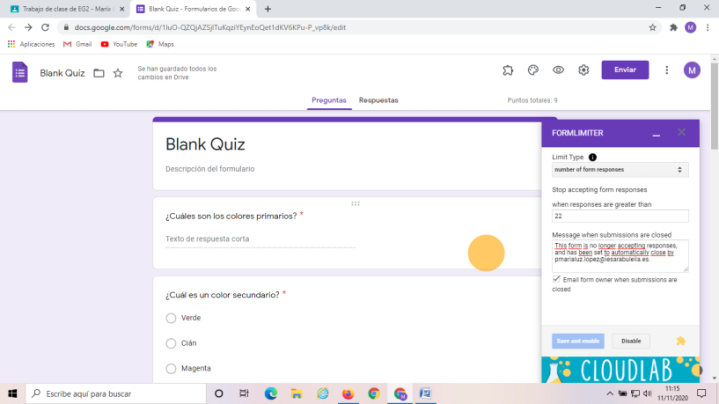 Trabajo de clase de EG2 - María
Blank Quiz - Formularios de Goo
docs.google.com/forms/d/1IuO-QZQjAZSjITuKqziYEynEoQet1dKV6KPu-P_vp6k/edit
Aplicaciones
Gmail
YouTube
Maps
Blank Quiz
Se han guardado todos los
cambios en Drive
Enviar
M
Preguntas
Respuestas
Puntos totales: 9
Blank Quiz
Descripción del formulario
¿Cuáles son los colores primarios? *
Texto de respuesta corta
¿Cuál es un color secundario? *
Verde
Cián
Magenta
FORMLIMITER
Limit Type
number of form responses
Stop accepting form responses
when responses are greater than
22
Message when submissions are closed
This form is no longer accepting responses,
and has been set to automatically close by
pmarialuz.lopez@iesarabuleila.es.
Email form owner when submissions are
closed
Save and enable
Disable
CLOUDLAB
Escribe aquí para buscar
11:15
11/11/2020